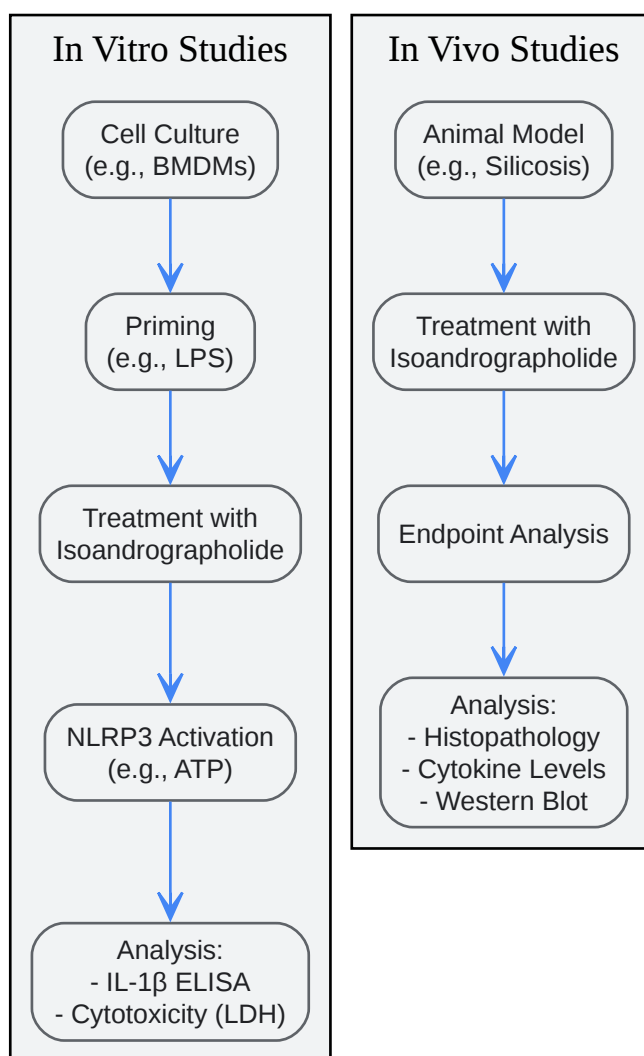 In Vitro Studies
Cell Culture
(e.g., BMDMs)
Priming
(e.g., LPS)
Treatment with
Isoandrographolide
NLRP3 Activation
(e.g., ATP)
Analysis:
- IL-1β ELISA
- Cytotoxicity (LDH)
In Vivo Studies
Animal Model
(e.g., Silicosis)
Treatment with
Isoandrographolide
Endpoint Analysis
Analysis:
- Histopathology
- Cytokine Levels
- Western Blot